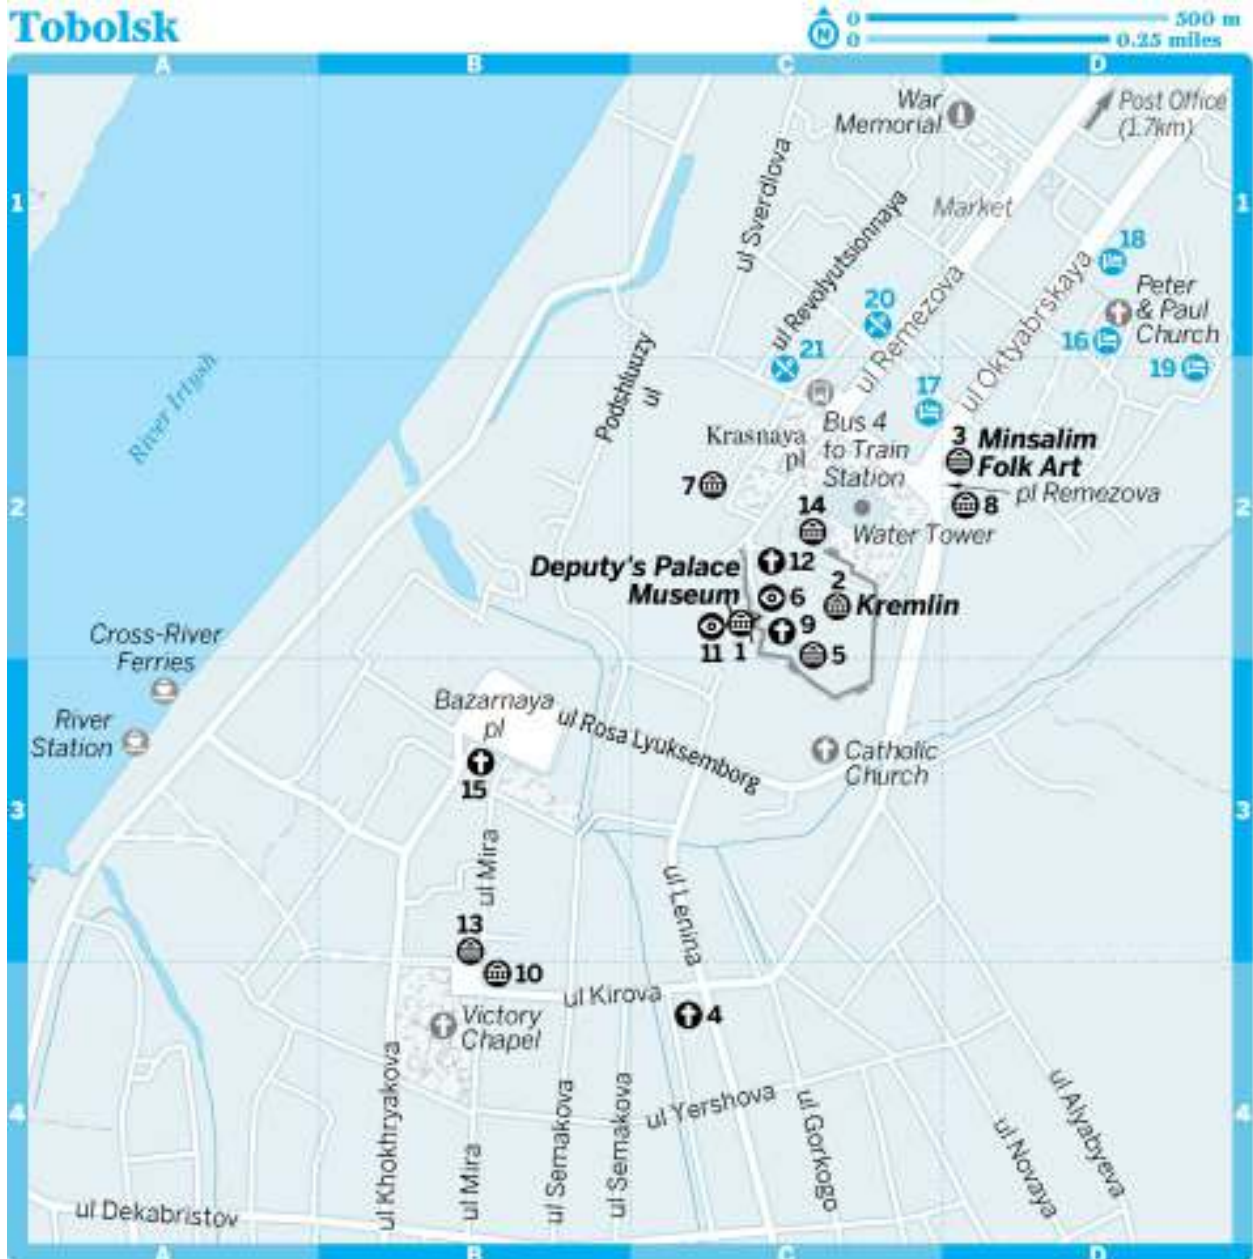 Tobolsk
N
0
500 m
0
0.25 miles
A
B
C
D
War
Memorial
Post Office
(1.7km)
1
1
ul Sverdlova
ul Revolyutsionnaya
Market
18
20
ul Remezova
ul Oktyabrskaya
Peter
& Paul
Church
16
19
21
17
Podshluuzy
ul
River Irtysh
Krasnaya
pl
Bus 4
to Train
Station
3
Minsalim
Folk Art
pl Remezova
7
8
2
2
14
Water Tower
Deputy's Palace
Museum
12
6
2
Kremlin
9
11
1
5
Cross-River
Ferries
River
Station
Bazarnaya
pl
ul Rosa Lyuksemborg
Catholic
Church
15
3
3
ul Mira
ul Lenina
13
10
ul Kirova
4
Victory
Chapel
ul Khokhryakova
ul Mira
ul Semakova
ul Semakova
ul Yershova
ul Gorkogo
ul Novaya
ul Alyabyeva
4
4
ul Dekabristov
A
B
C
D